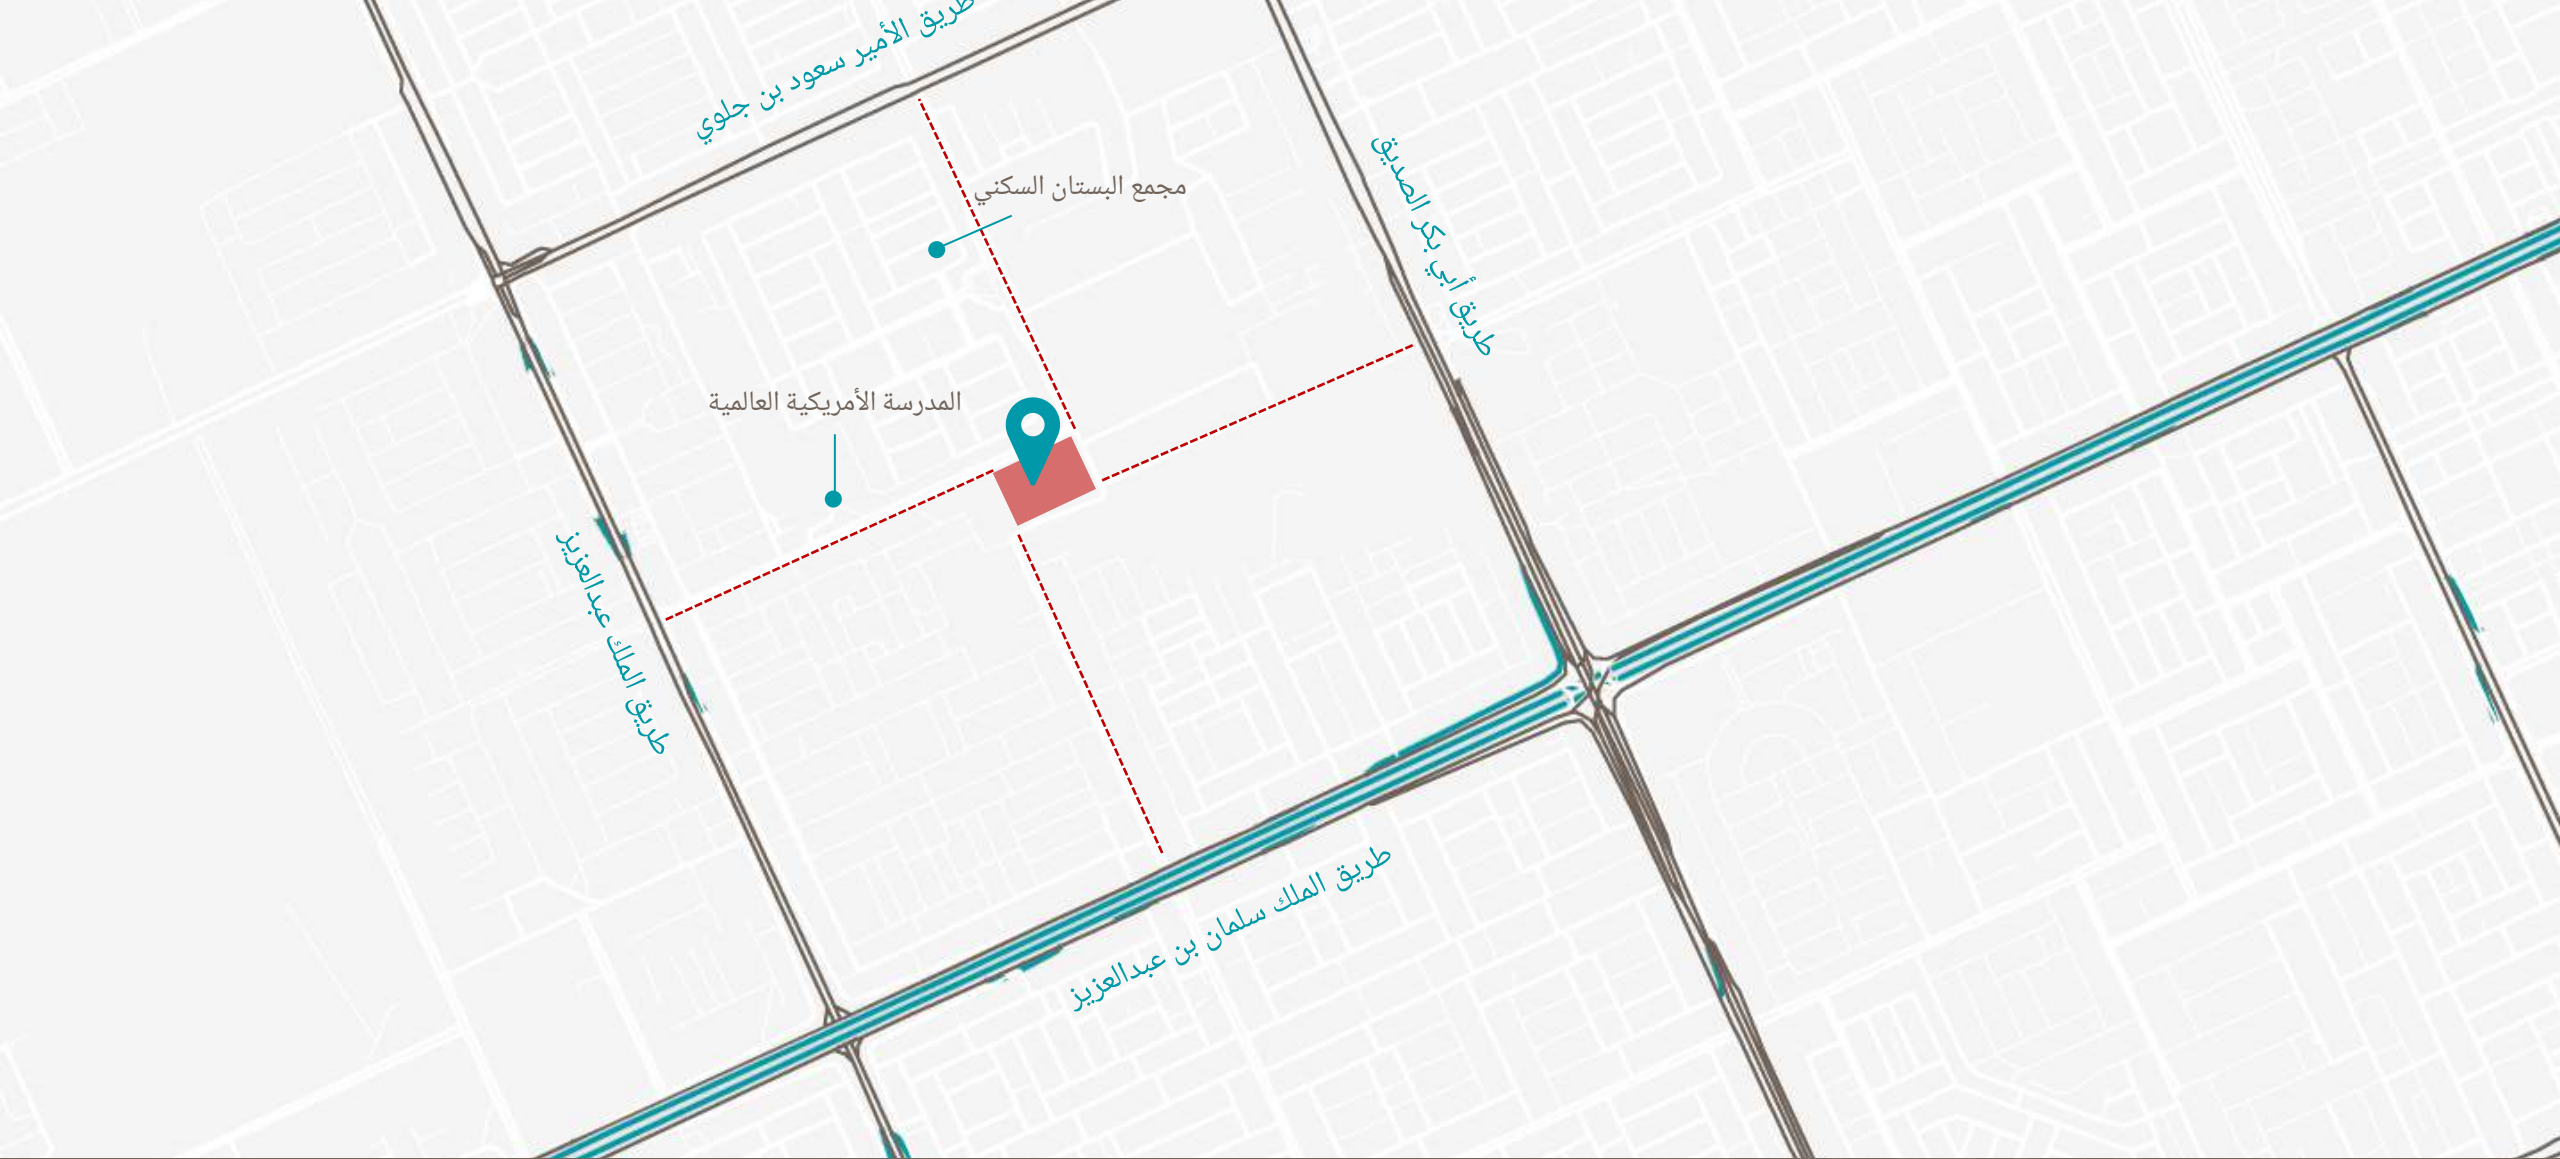 طريق الأمير سعود بن جلوي
مجمع البستان السكني
طريق أبي بكر الصديق
المدرسة الأمريكية العالمية
طريق الملك عبدالعزيز
طريق الملك سلمان بن عبدالعزيز